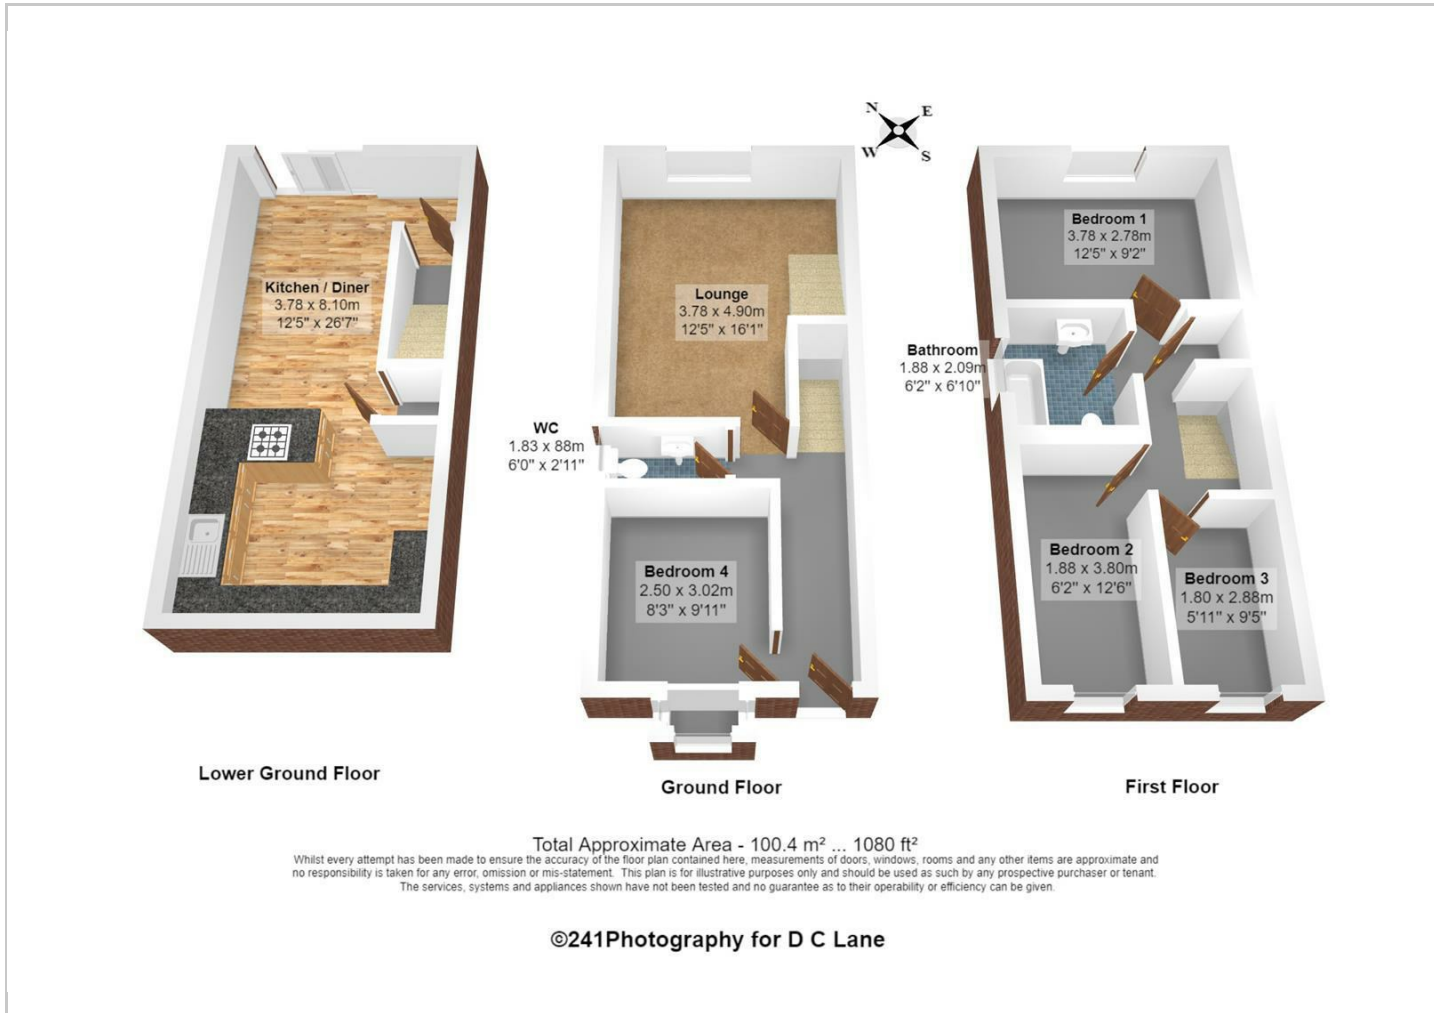 N
E
W
S
Kitchen / Diner
3.78 x 8.10m
12'5" x 26'7"
Lower Ground Floor
Lounge
3.78 x 4.90m
12'5" x 16'1"
WC
1.83 x 88m
6'0" x 2'11"
Bedroom 4
2.50 x 3.02m
8'3" x 9'11"
Ground Floor
Bedroom 1
3.78 x 2.78m
12'5" x 9'2"
Bathroom
1.88 x 2.09m
6'2" x 6'10"
Bedroom 2
1.88 x 3.80m
6'2" x 12'6"
Bedroom 3
1.80 x 2.88m
5'11" x 9'5"
First Floor
Total Approximate Area - 100.4 m² ... 1080 ft²
Whilst every attempt has been made to ensure the accuracy of the floor plan contained here, measurements of doors, windows, rooms and any other items are approximate and
no responsibility is taken for any error, omission or mis-statement. This plan is for illustrative purposes only and should be used as such by any prospective purchaser or tenant.
The services, systems and appliances shown have not been tested and no guarantee as to their operability or efficiency can be given.
©241Photography for D C Lane